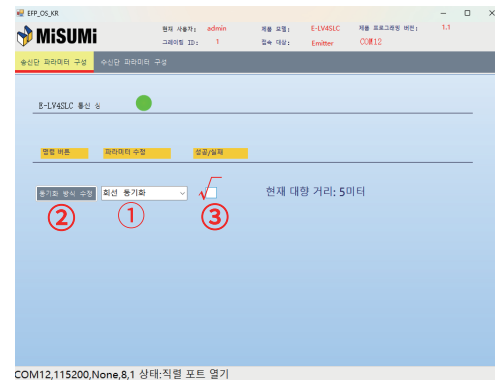 EFP_OS_KR
MiSUMi
현재 사용자: admin 제품 모델: E-LV4SLC 제품 프로그래밍 버전: 1.1
그레이팅 ID: 1 접속 대상: Emitter COM12
송신단 파라미터 구성 수신단 파라미터 구성
E-LV4SLC 통신 성
명령 버튼 파라미터 수정 성공/실패
동기화 방식 수정 회선 동기화 현재 대향 거리: 5미터
② ① ③
COM12,115200,None,8,1 상태:직렬 포트 열기